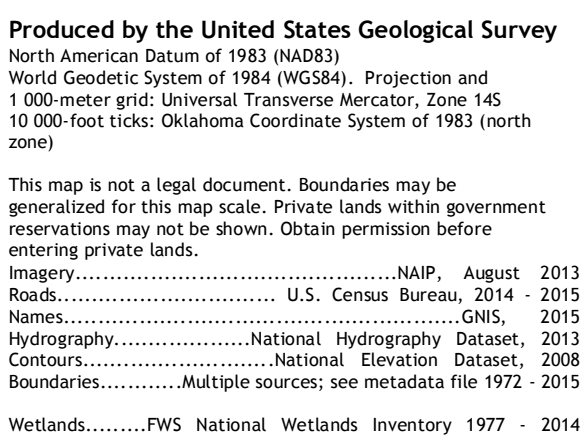 Produced by the United States Geological Survey
North American Datum of 1983 (NAD83)
World Geodetic System of 1984 (WGS84). Projection and
1 000-meter grid: Universal Transverse Mercator, Zone 14S
10 000-foot ticks: Oklahoma Coordinate System of 1983 (north
zone)
This map is not a legal document. Boundaries may be
generalized for this map scale. Private lands within government
reservations may not be shown. Obtain permission before
entering private lands.
Imagery.............................................NAIP, August 2013
Roads.............................. U.S. Census Bureau, 2014 - 2015
Names.......................................................GNIS, 2015
Hydrography...................National Hydrography Dataset, 2013
Contours...........................National Elevation Dataset, 2008
Boundaries............Multiple sources; see metadata file 1972 - 2015
Wetlands.........FWS National Wetlands Inventory 1977 - 2014